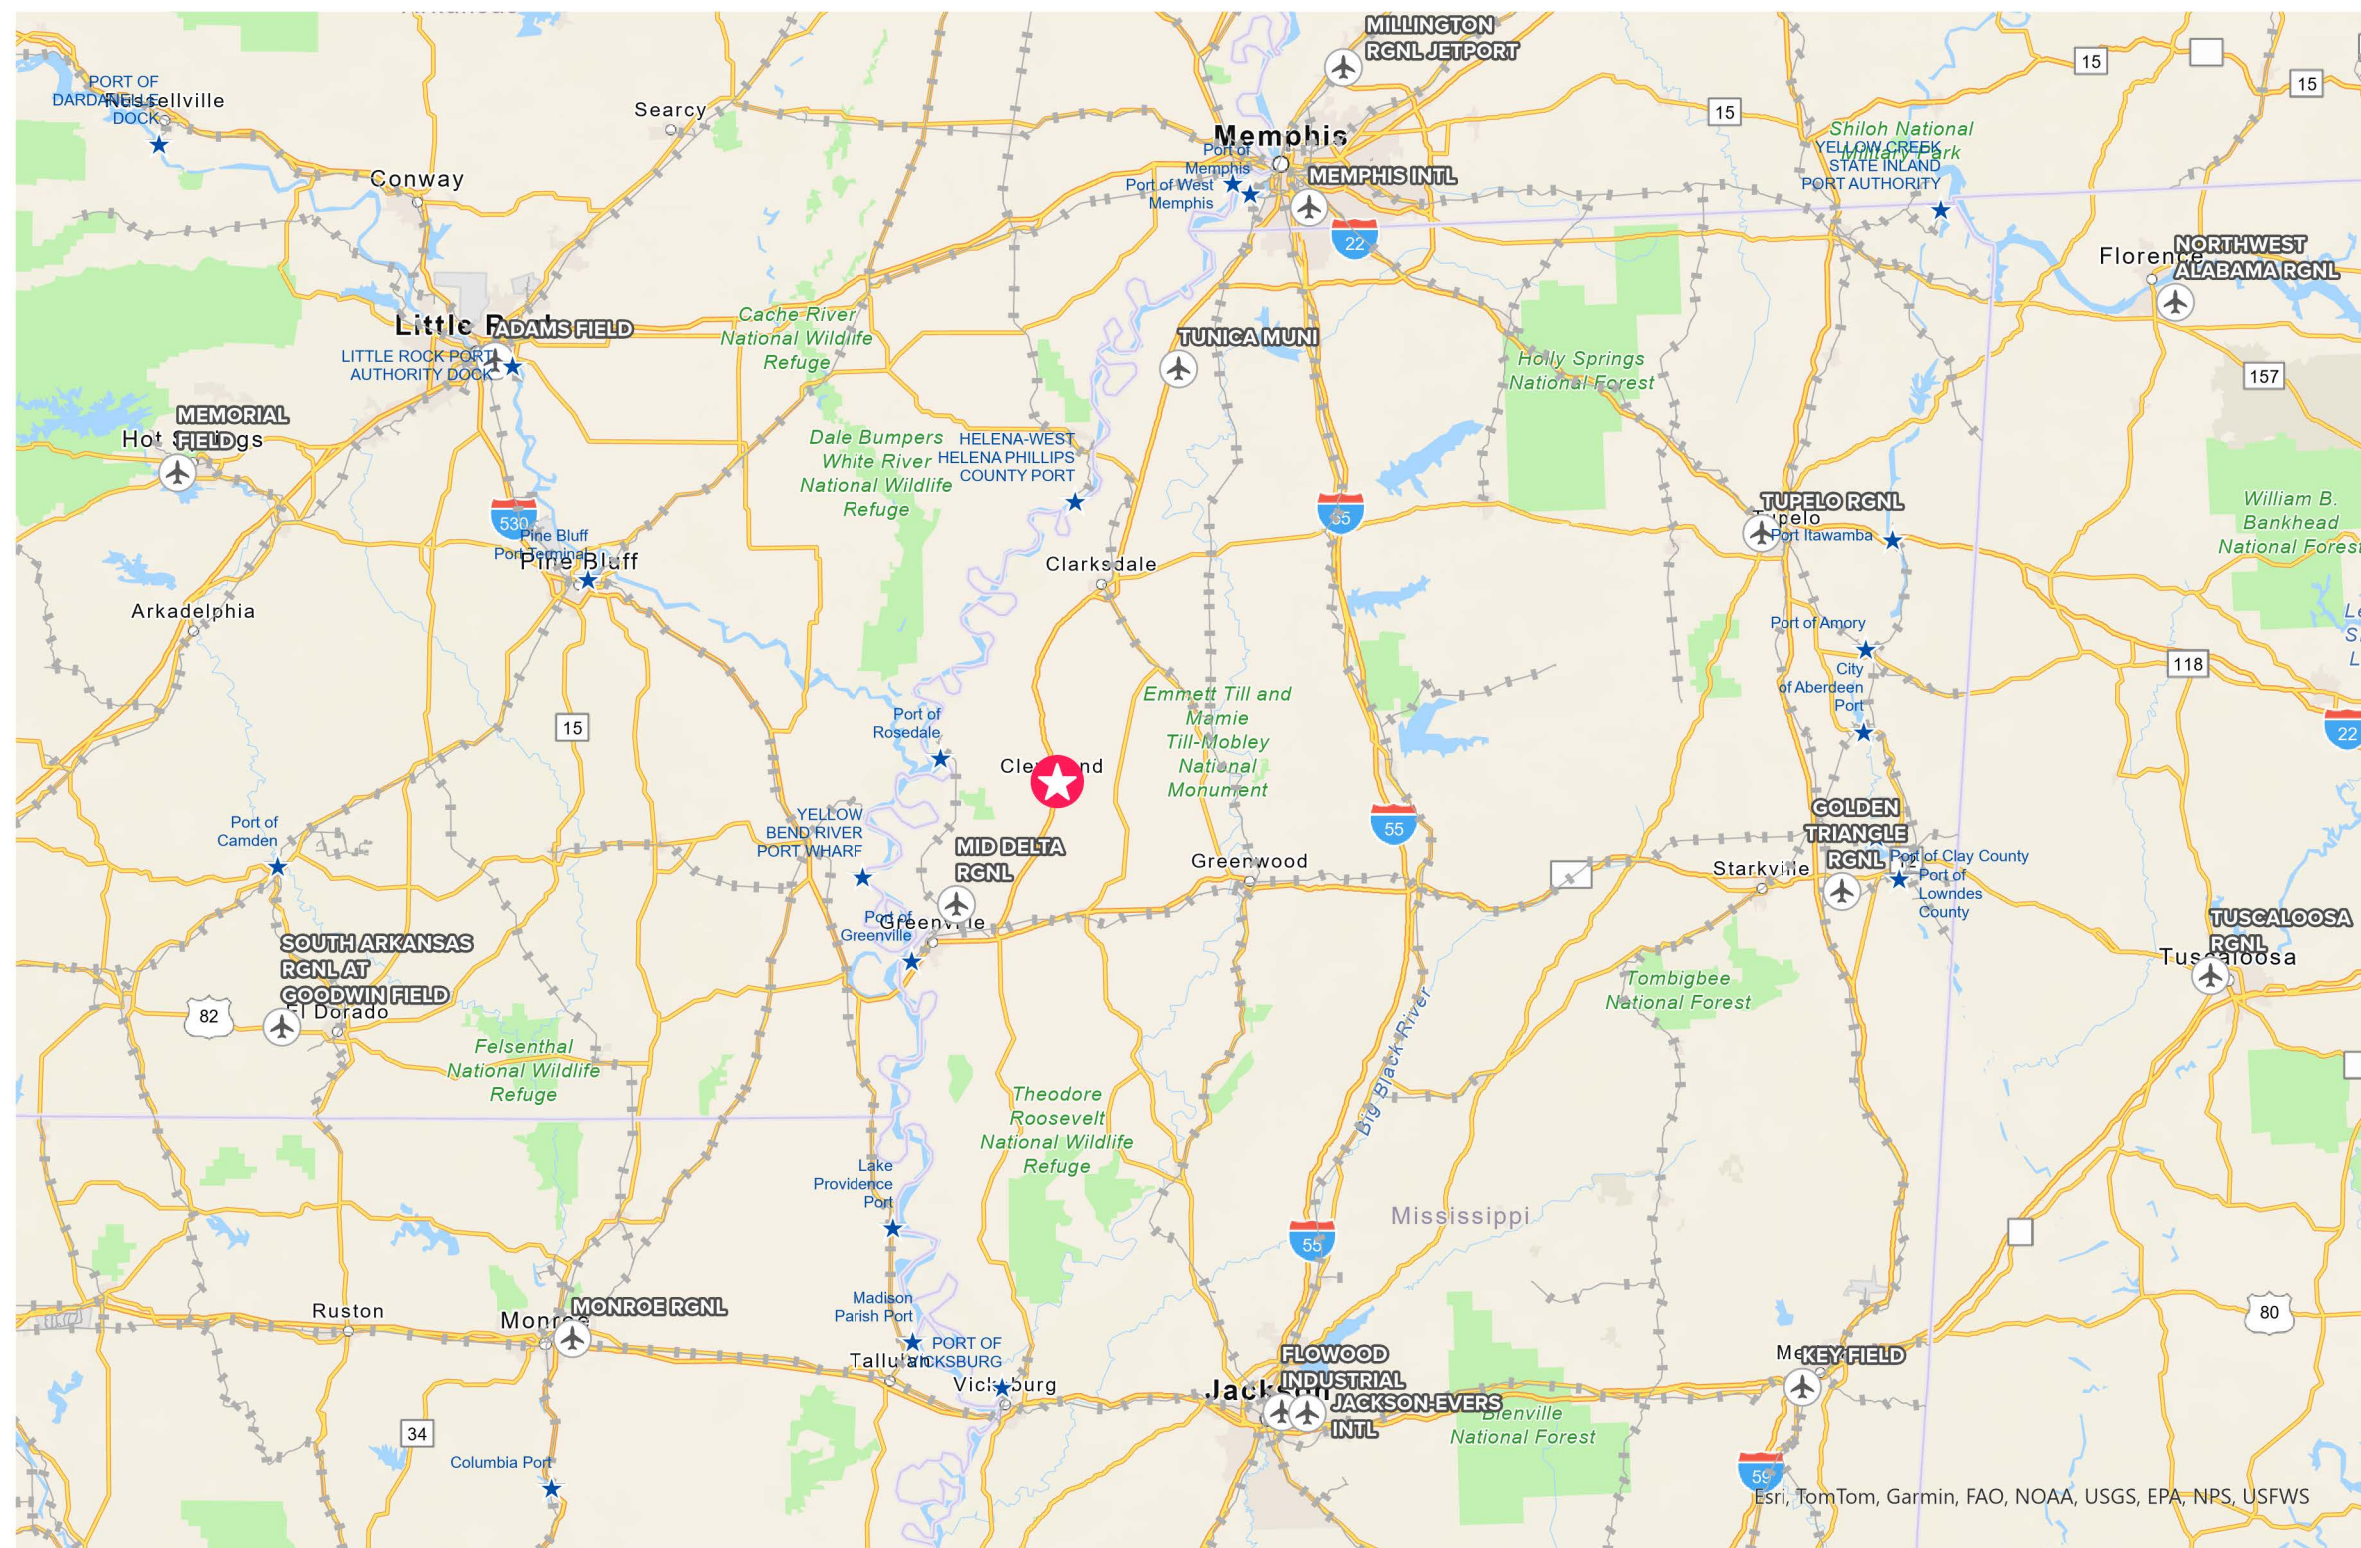 MILLINGTON
RGNL JETPORT
15
15
PORT OF
DARDANELLE
DOCK
Russellville
Searcy
15
Memphis
Port of
Memphis
Port of West
Memphis
MEMPHIS INTL
Shiloh National
Military Park
YELLOW CREEK
STATE INLAND
PORT AUTHORITY
Conway
22
Florence
NORTHWEST
ALABAMA RGNL
Little
ADAMS FIELD
LITTLE ROCK PORT
AUTHORITY DOCK
Cache River
National Wildlife
Refuge
TUNICA MUNI
Holly Springs
National Forest
157
MEMORIAL
FIELD
Hot Springs
Dale Bumpers
White River
National Wildlife
Refuge
HELENA-WEST
HELENA PHILLIPS
COUNTY PORT
530
Pine Bluff
Port Terminal
Pine Bluff
55
TUPELO RGNL
Tupelo
Port Itawamba
William B.
Bankhead
National Forest
Clarksdale
Arkadelphia
Port of Amory
City
of Aberdeen
Port
118
22
15
Port of
Rosedale
Emmett Till and
Mamie
Till-Mobley
National
Monument
Cleveland
Port of
Camden
YELLOW
BEND RIVER
PORT WHARF
MID DELTA
RGNL
55
Greenwood
GOLDEN
TRIANGLE
RGNL
Starkville
12
Port of Clay County
Port of
Lowndes
County
Port of
Greenville
Greenville
TUSCALOOSA
RGNL
Tuscaloosa
SOUTH ARKANSAS
RGNL AT
GOODWIN FIELD
El Dorado
82
Tombigbee
National Forest
Big Black River
Felsenthal
National Wildlife
Refuge
Theodore
Roosevelt
National Wildlife
Refuge
Lake
Providence
Port
Mississippi
55
Ruston
Monroe
MONROE RGNL
Madison
Parish Port
PORT OF
VICKSBURG
Tallulah
Vicksburg
80
FLOWOOD
INDUSTRIAL
Jackson
JACKSON-EVERS
INTL
KEY FIELD
Bienville
National Forest
34
Columbia Port
59
Esri, TomTom, Garmin, FAO, NOAA, USGS, EPA, NPS, USFWS